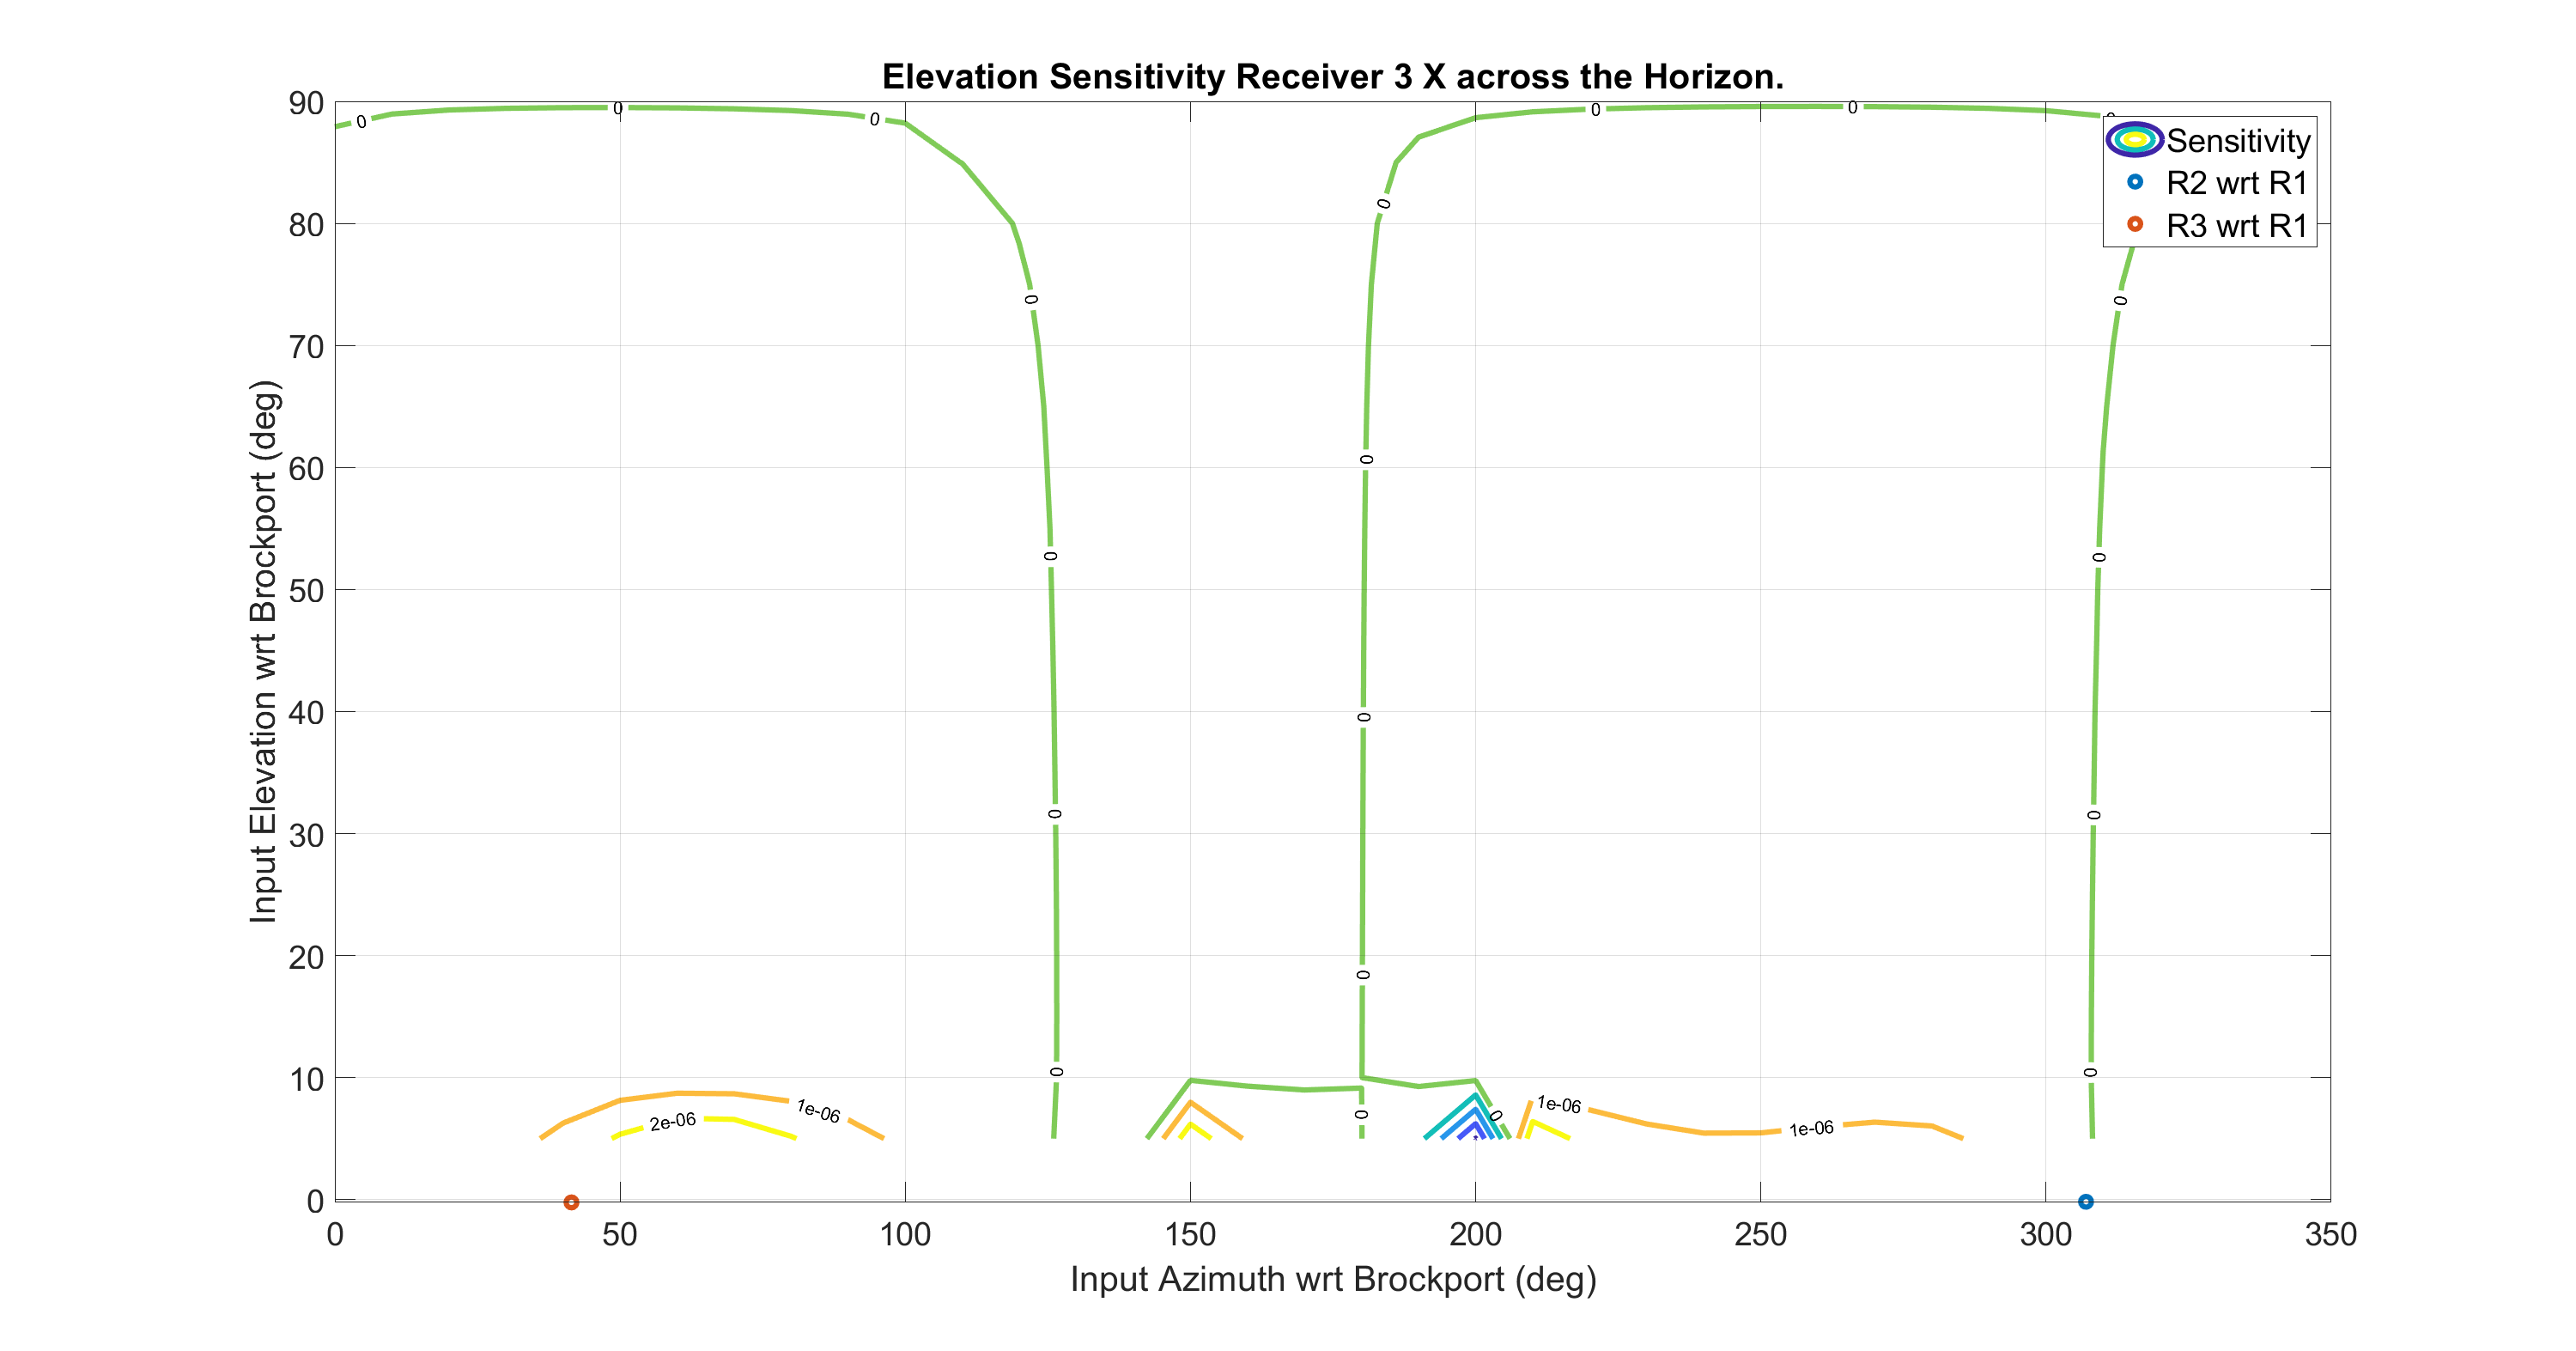 Elevation Sensitivity Receiver 3 X across the Horizon.
90
80
70
60
50
40
30
20
10
0
Input Elevation wrt Brockport (deg)
0 50 100 150 200 250 300 350
Input Azimuth wrt Brockport (deg)
Sensitivity
R2 wrt R1
R3 wrt R1
0 0 0 0 0
0
0 0
0
0 0
0
0 0
0
0 0
0
0 0
2e-06
1e-06
1e-06
1e-06